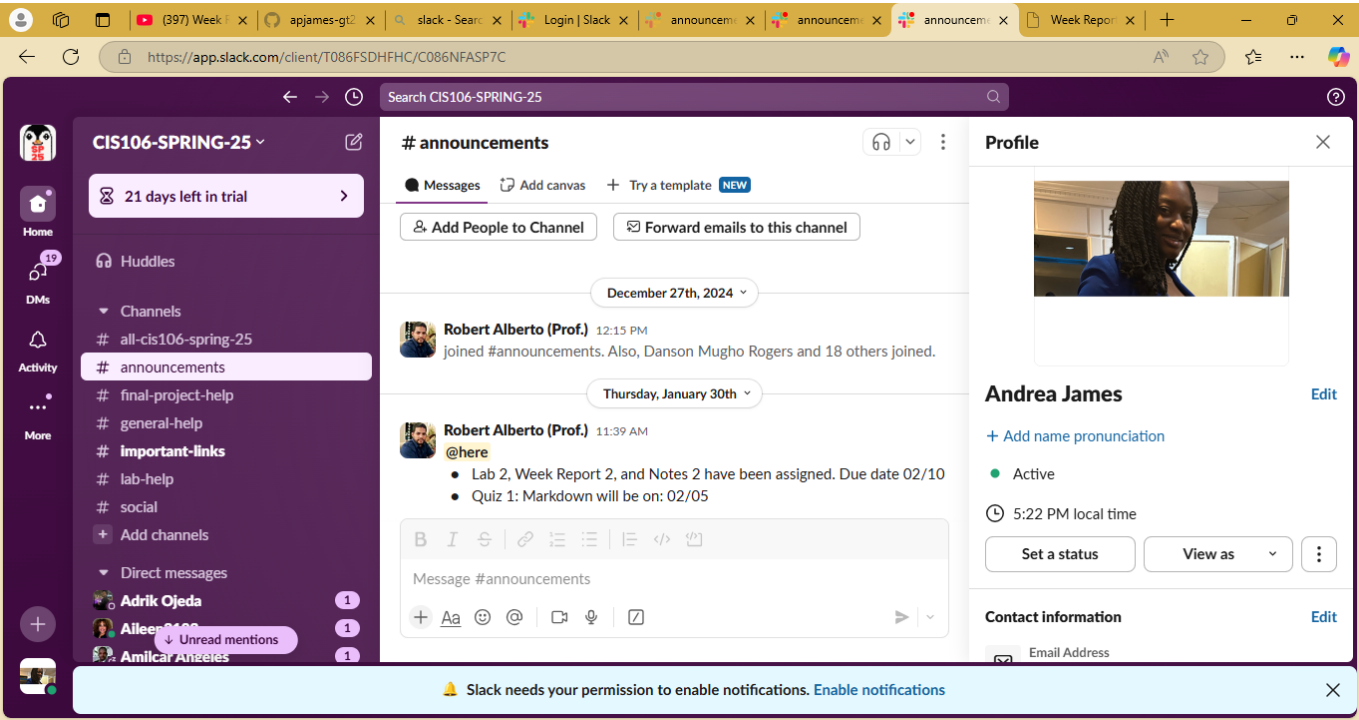 (397) Week
apjames-gt2
slack - Searc
Login | Slack
announceme
announceme
announceme
Week Report
https://app.slack.com/client/T086FSDHFHC/C086NFASP7C
Search CIS106-SPRING-25
SP
25
Home
19
DMs
Activity
More
CIS106-SPRING-25
21 days left in trial
Huddles
Channels
# all-cis106-spring-25
# announcements
# final-project-help
# general-help
# important-links
# lab-help
# social
+ Add channels
Direct messages
Adrik Ojeda 1
Aileen 1
↓ Unread mentions
Amilcar Angeles 1
# announcements
Messages Add canvas + Try a template NEW
Add People to Channel Forward emails to this channel
December 27th, 2024
Robert Alberto (Prof.) 12:15 PM
joined #announcements. Also, Danson Mugho Rogers and 18 others joined.
Thursday, January 30th
Robert Alberto (Prof.) 11:39 AM
@here
• Lab 2, Week Report 2, and Notes 2 have been assigned. Due date 02/10
• Quiz 1: Markdown will be on: 02/05
B I S
Message #announcements
+ Aa @
Profile
Andrea James Edit
+ Add name pronunciation
Active
5:22 PM local time
Set a status View as
Contact information Edit
Email Address
Slack needs your permission to enable notifications. Enable notifications